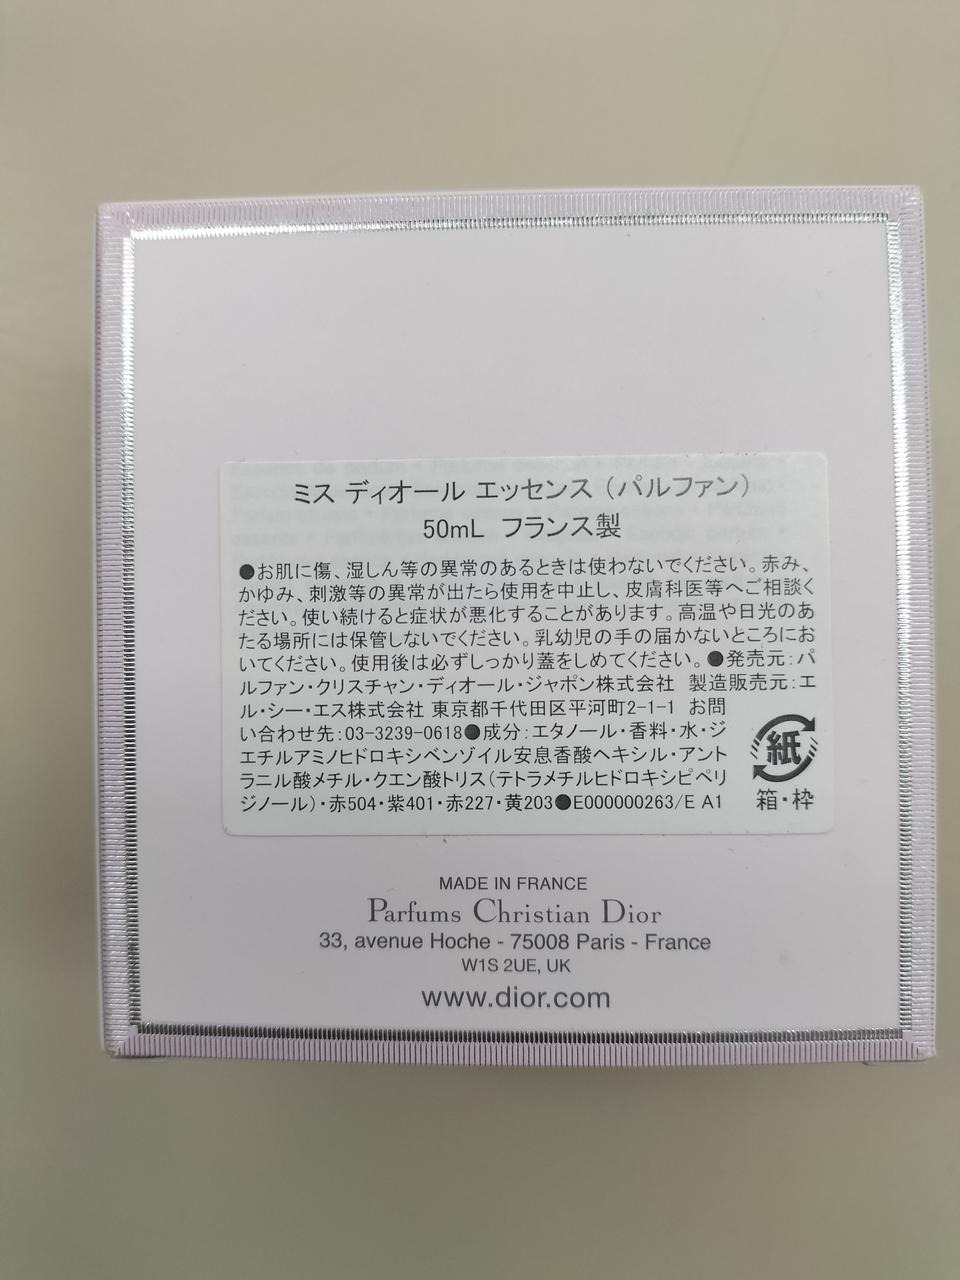 ミス ディオール エッセンス (パルファン)
50mL フランス製
●お肌に傷、湿しん等の異常のあるときは使わないでください。赤み、
かゆみ、刺激等の異常が出たら使用を中止し、皮膚科医等へご相談く
ださい。使い続けると症状が悪化することがあります。高温や日光のあ
たる場所には保管しないでください。乳幼児の手の届かないところにお
いてください。使用後は必ずしっかり蓋をしめてください。●発売元:パ
ルファン・クリスチャン・ディオール・ジャポン株式会社 製造販売元:エ
ル・シー・エス株式会社 東京都千代田区平河町2-1-1 お問
い合わせ先:03-3239-0618●成分:エタノール・香料・水・ジ
エチルアミノヒドロキシベンゾイル安息香酸ヘキシル・アント
ラニル酸メチル・クエン酸トリス(テトラメチルヒドロキシピペリ
ジノール)・赤504・紫401・赤227・黄203●E000000263/E A1
紙
箱・枠
MADE IN FRANCE
Parfums Christian Dior
33, avenue Hoche - 75008 Paris - France
W1S 2UE, UK
www.dior.com